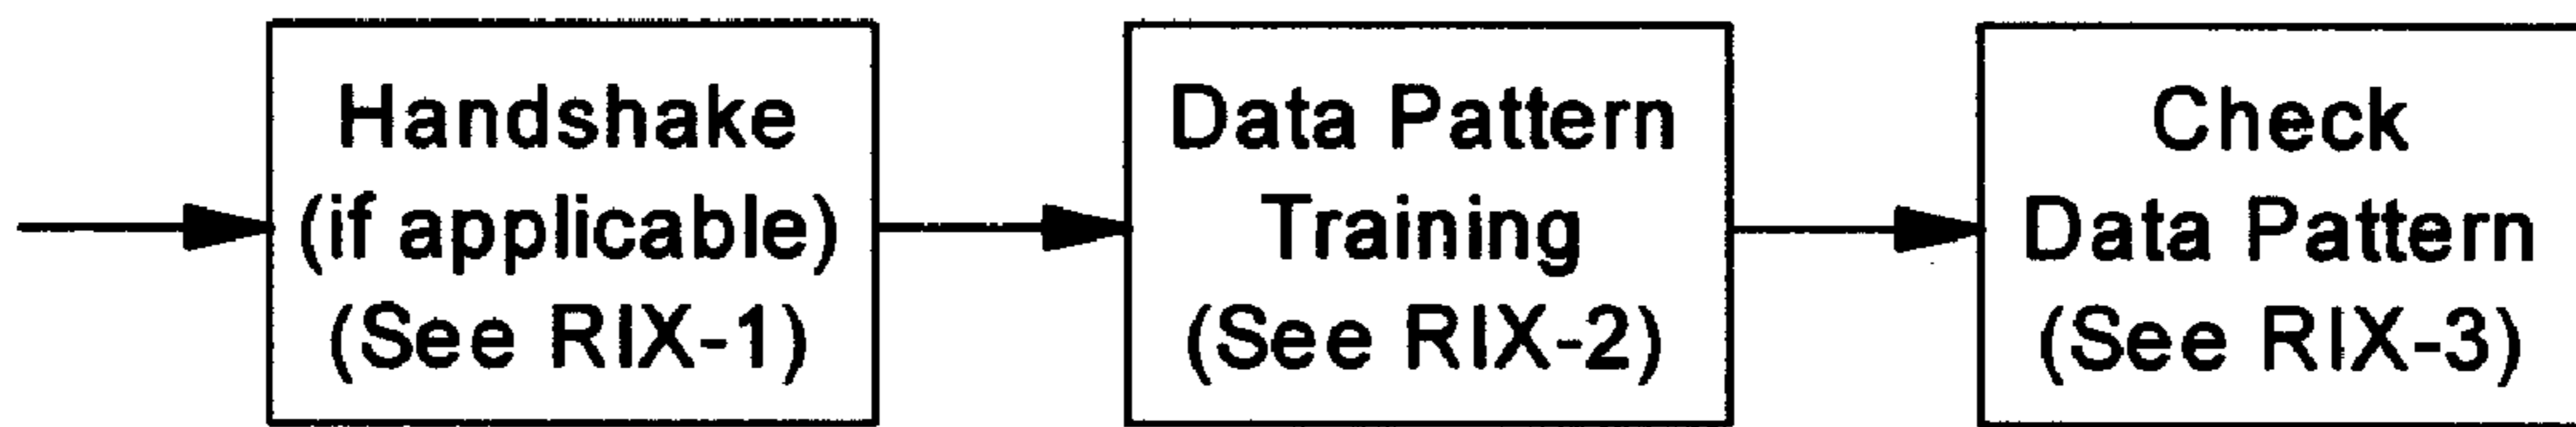 Handshake
(if applicable)
(See RIX-1)
Data Pattern
Training
(See RIX-2)
Check
Data Pattern
(See RIX-3)